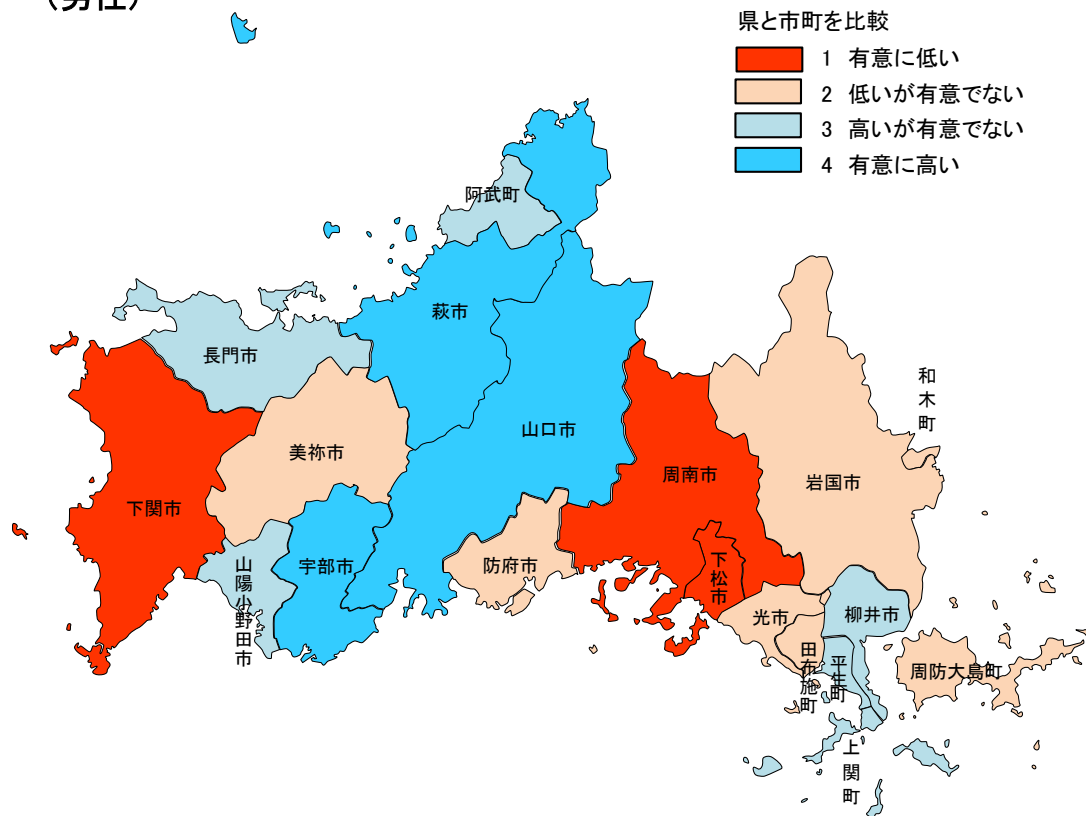 （男性）
県と市町を比較
1 有意に低い
2 低いが有意でない
3 高いが有意でない
4 有意に高い
阿武町
萩市
長門市
和木町
山口市
美祢市
周南市
岩国市
下関市
山陽小野田市
宇部市
防府市
下松市
光市
柳井市
田布施町
平生町
周防大島町
上関町